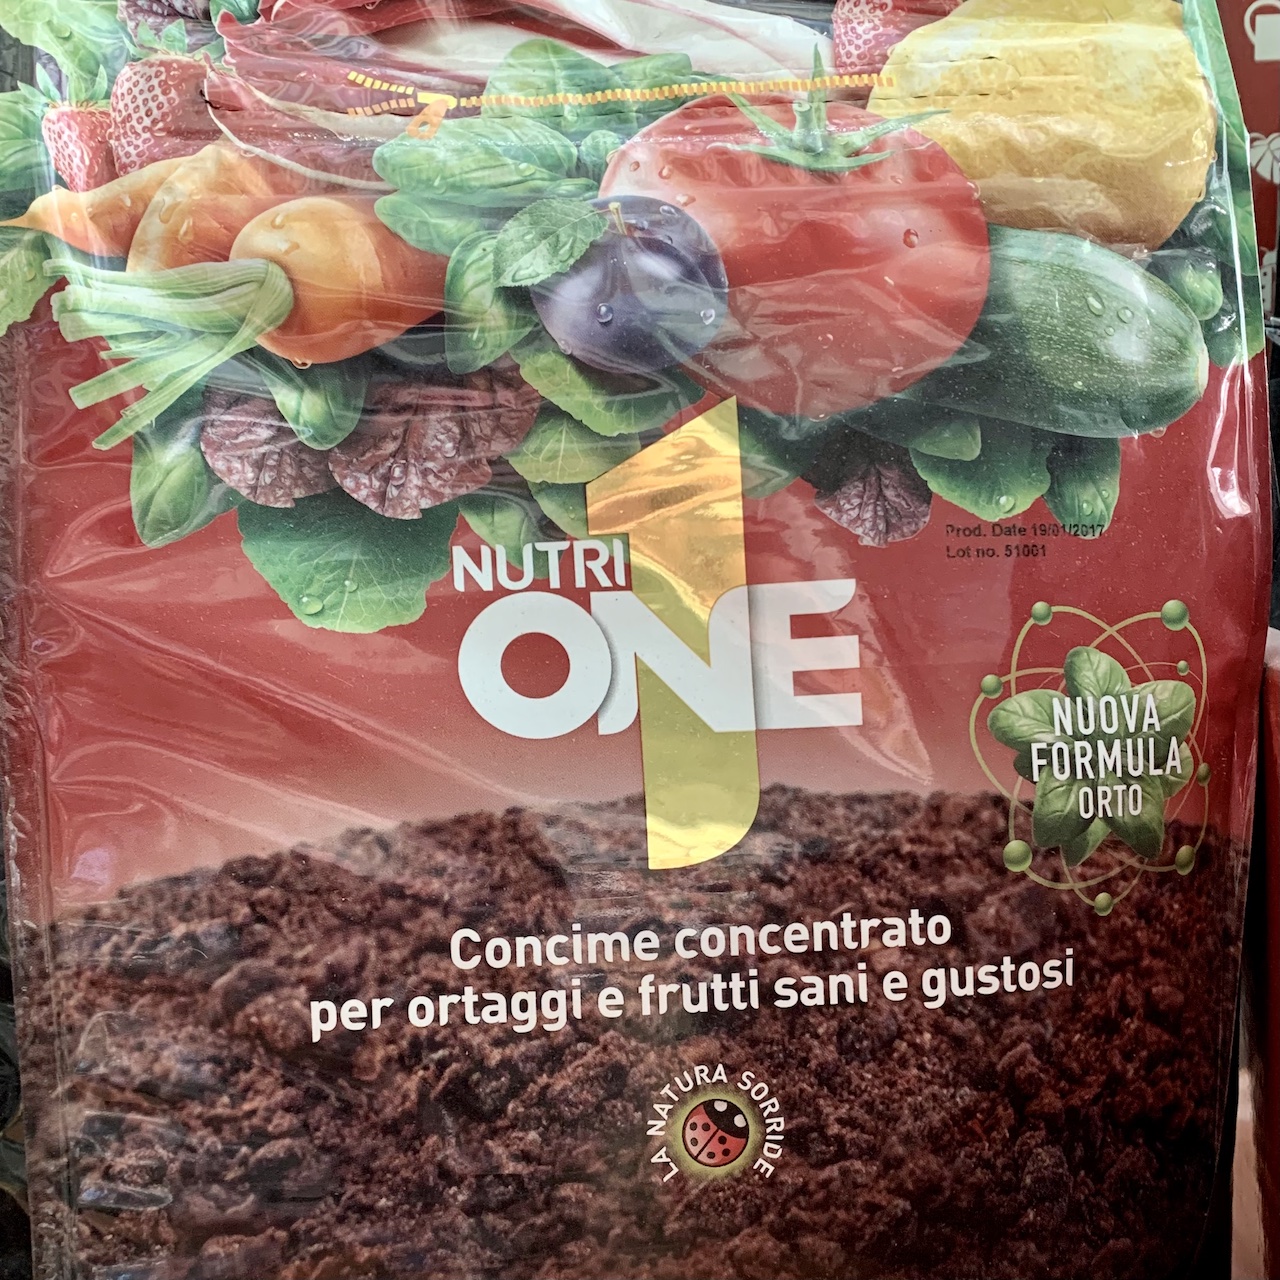 Prod. Date 19/01/2017
Lot no. 51001
1
NUTRI
ONE
NUOVA
FORMULA
ORTO
Concime concentrato
per ortaggi e frutti sani e gustosi
LA NATURA SORRIDE